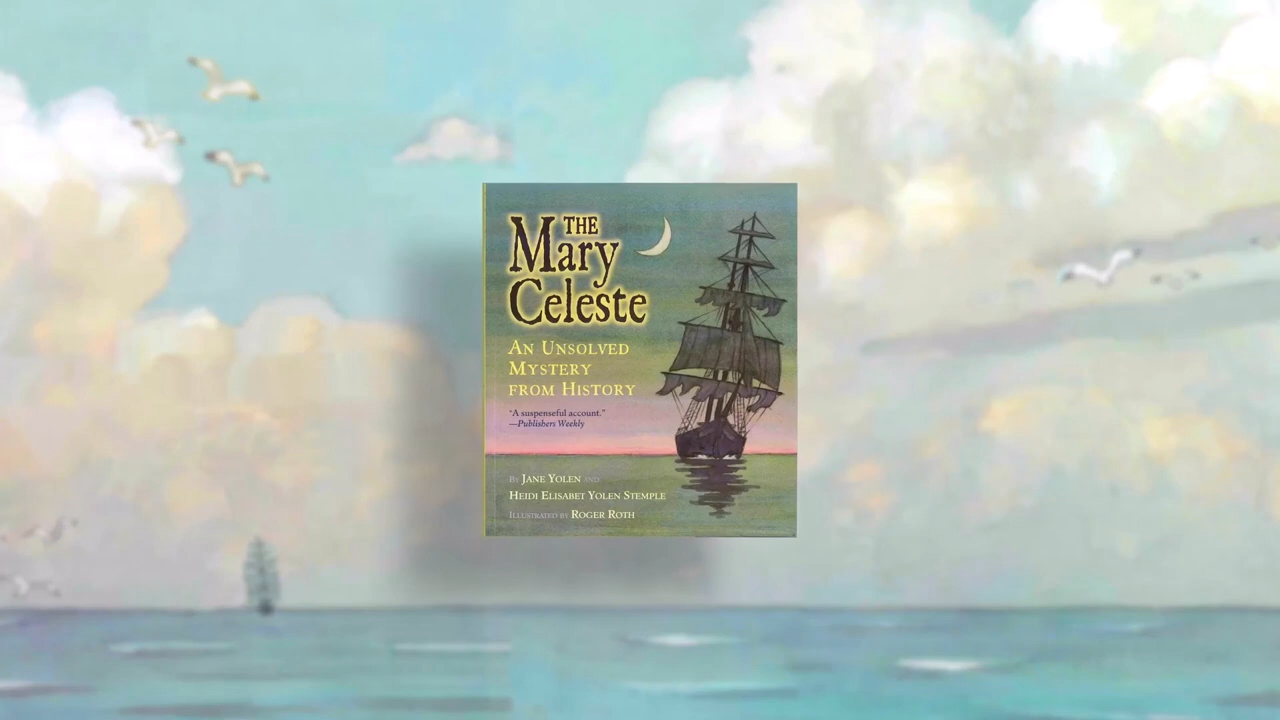 THE
Mary
Celeste
AN UNSOLVED
MYSTERY
FROM HISTORY
"A suspenseful account."
—Publishers Weekly
BY JANE YOLEN AND
HEIDI ELISABET YOLEN STEMPLE
ILLUSTRATED BY ROGER ROTH